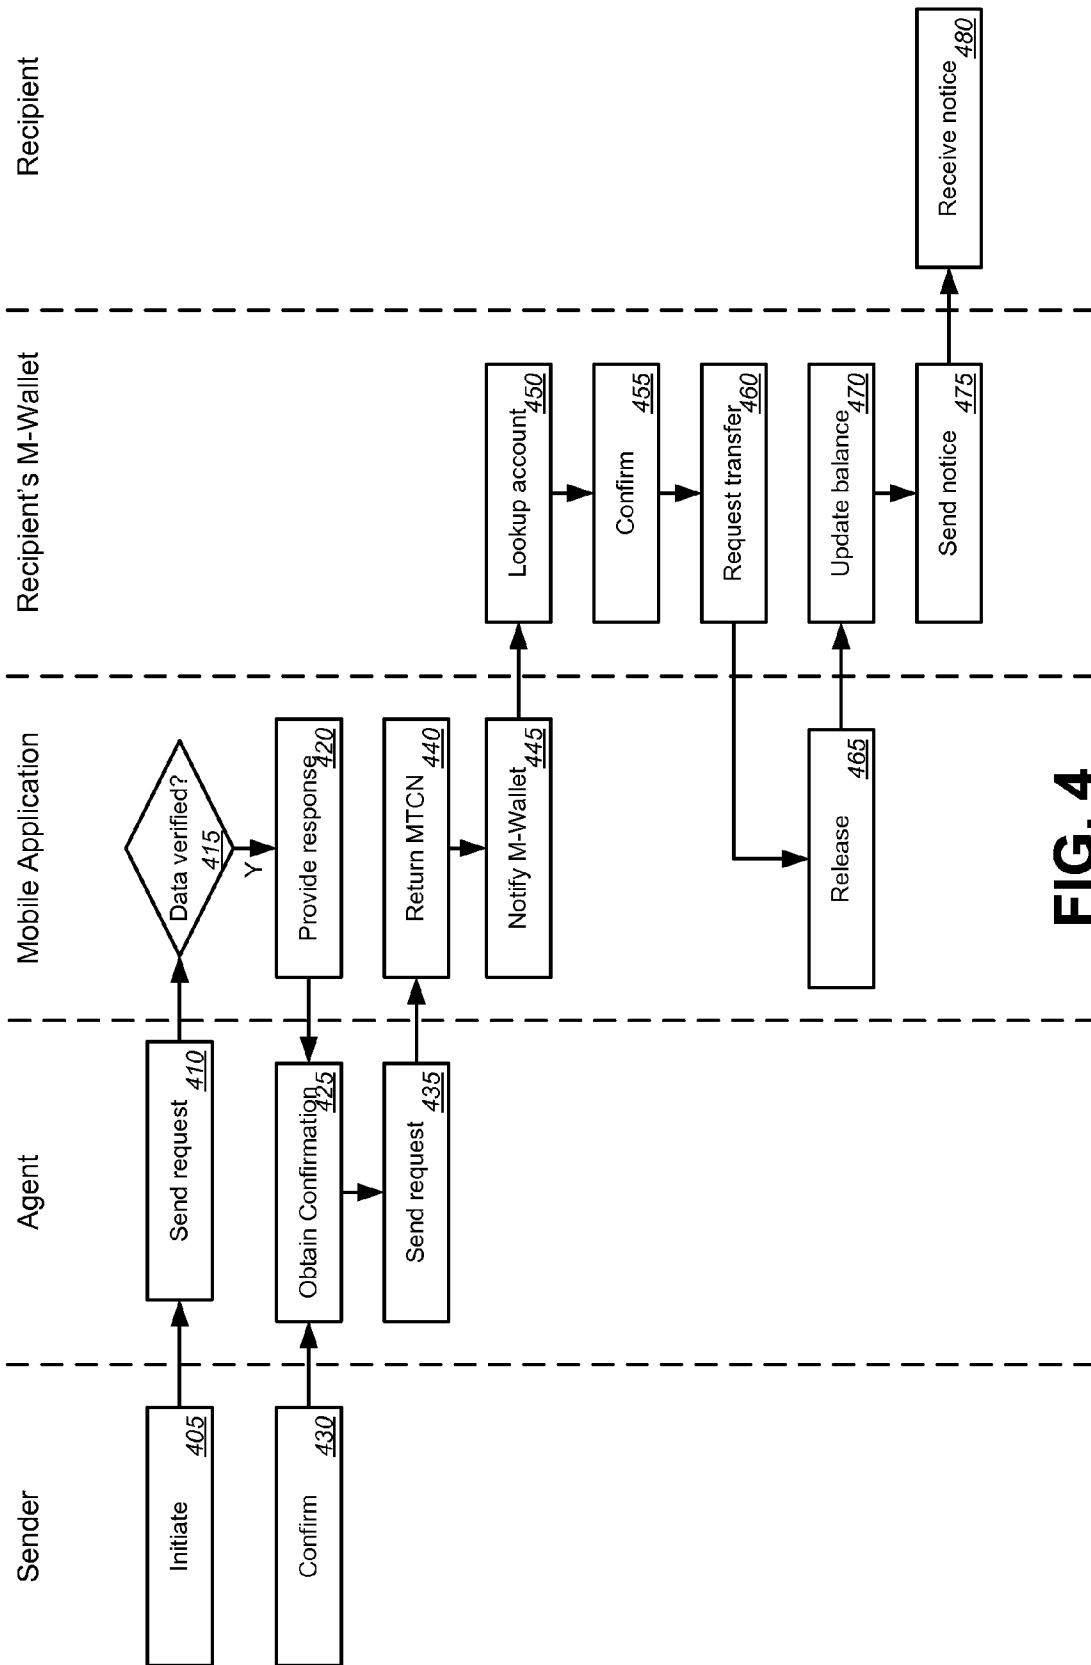 Sender
Agent
Mobile Application
Recipient's M-Wallet
Recipient
Initiate
405
Send request
410
Data verified?
415
Y
Confirm
430
Obtain Confirmation
425
Provide response
420
Send request
435
Return MTCN
440
Notify M-Wallet
445
Lookup account
450
Confirm
455
Request transfer
460
Release
465
Update balance
470
Send notice
475
Receive notice
480
FIG. 4